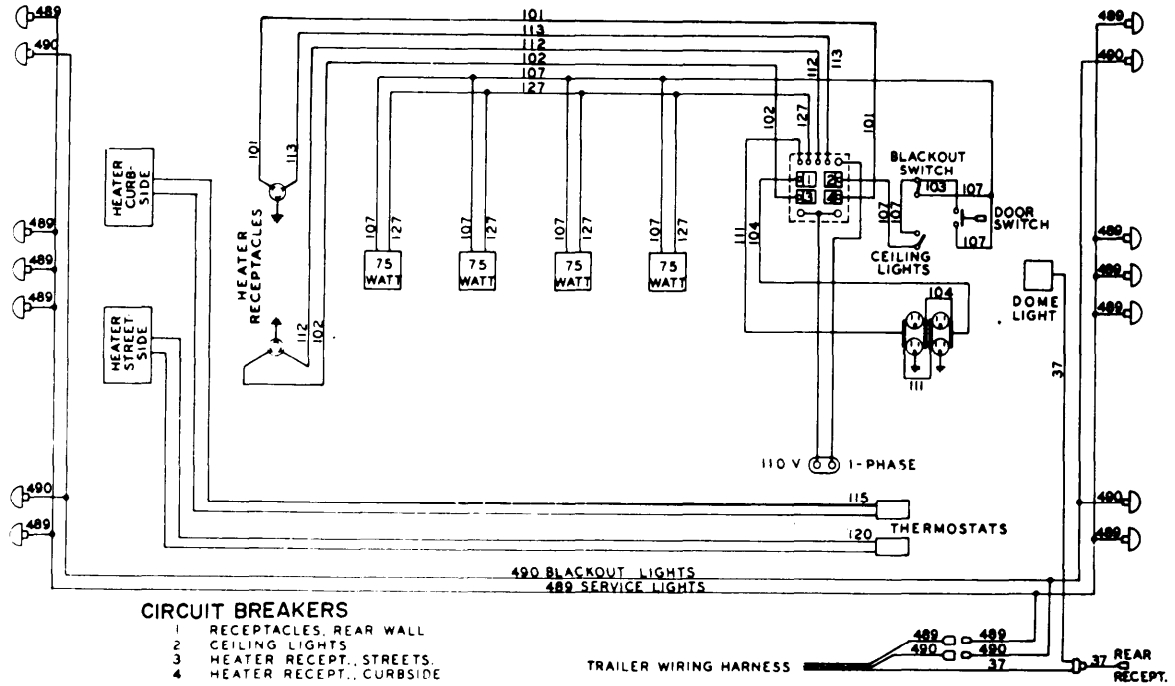 489
490
489
489
489
490
489
101
113
112
102
107
127
101
113
112
102
112
113
102
127
101
HEATER CURB-SIDE
HEATER STREET-SIDE
HEATER RECEPTACLES
107
127
107
127
107
127
107
127
75
WATT
75
WATT
75
WATT
75
WATT
1
2
3
4
111
104
107
107
BLACKOUT
SWITCH
103
107
107
DOOR
SWITCH
CEILING
LIGHTS
104
111
DOME
LIGHT
37
489
490
489
489
489
490
489
110 V
1-PHASE
115
THERMOSTATS
120
490 BLACKOUT LIGHTS
489 SERVICE LIGHTS
CIRCUIT BREAKERS
1 RECEPTACLES, REAR WALL
2 CEILING LIGHTS
3 HEATER RECEPT., STREETS.
4 HEATER RECEPT., CURBSIDE
TRAILER WIRING HARNESS
489
489
490
490
37
37
REAR
RECEPT.